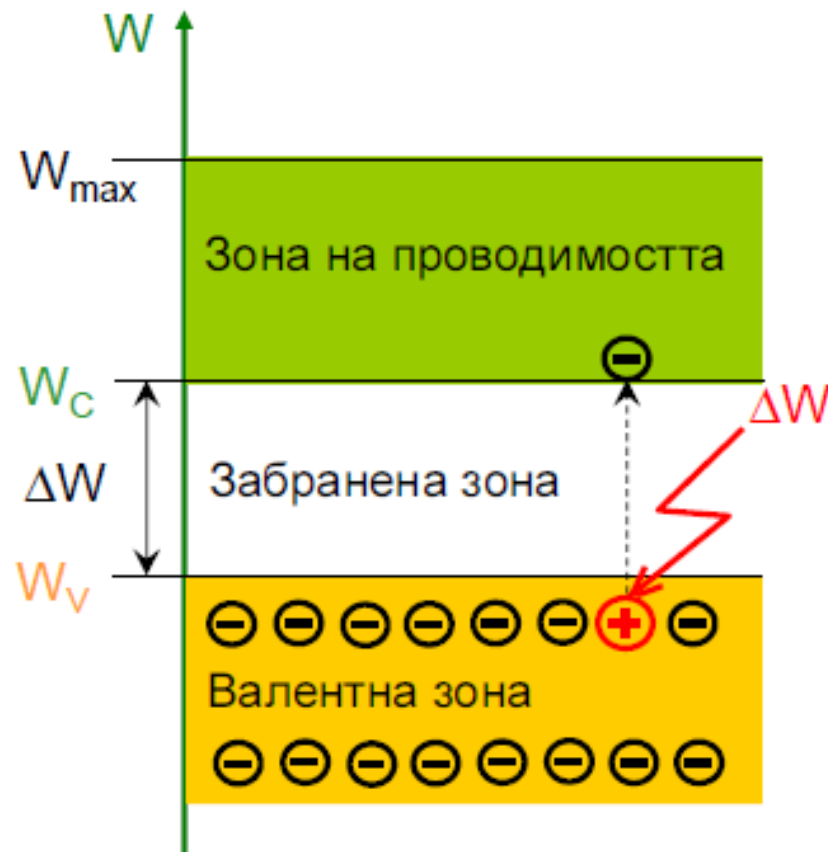 W
Wmax
Зона на проводимостта
WC
ΔW
ΔW
Забранена зона
WV
Валентна зона